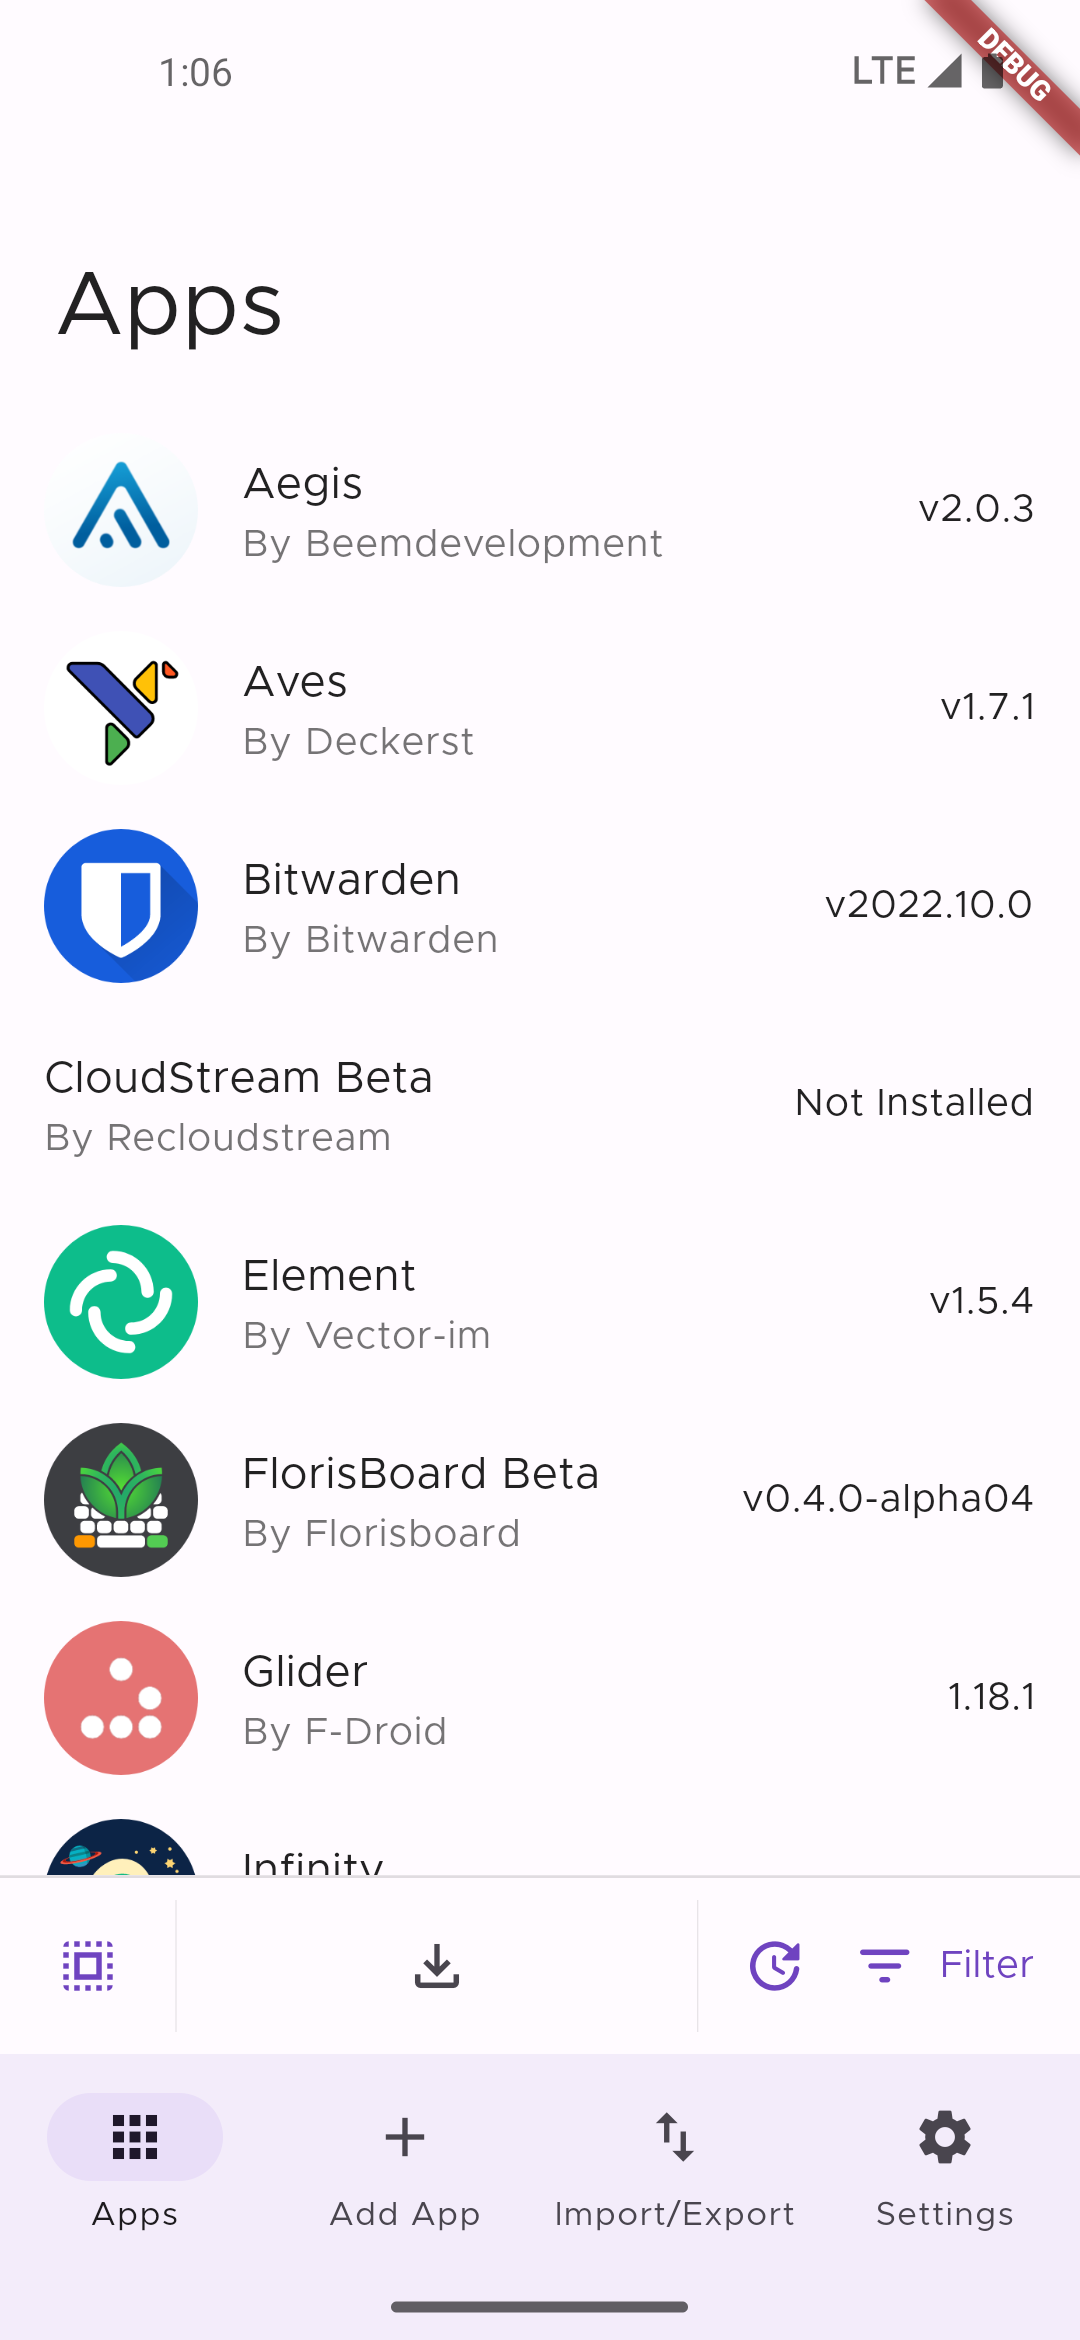 1:06
LTE
DEBUG
Apps
Aegis
By Beemdevelopment
v2.0.3
Aves
By Deckerst
v1.7.1
Bitwarden
By Bitwarden
v2022.10.0
CloudStream Beta
By Recloudstream
Not Installed
Element
By Vector-im
v1.5.4
FlorisBoard Beta
By Florisboard
v0.4.0-alpha04
Glider
By F-Droid
1.18.1
Infinity
Filter
Apps
Add App
Import/Export
Settings